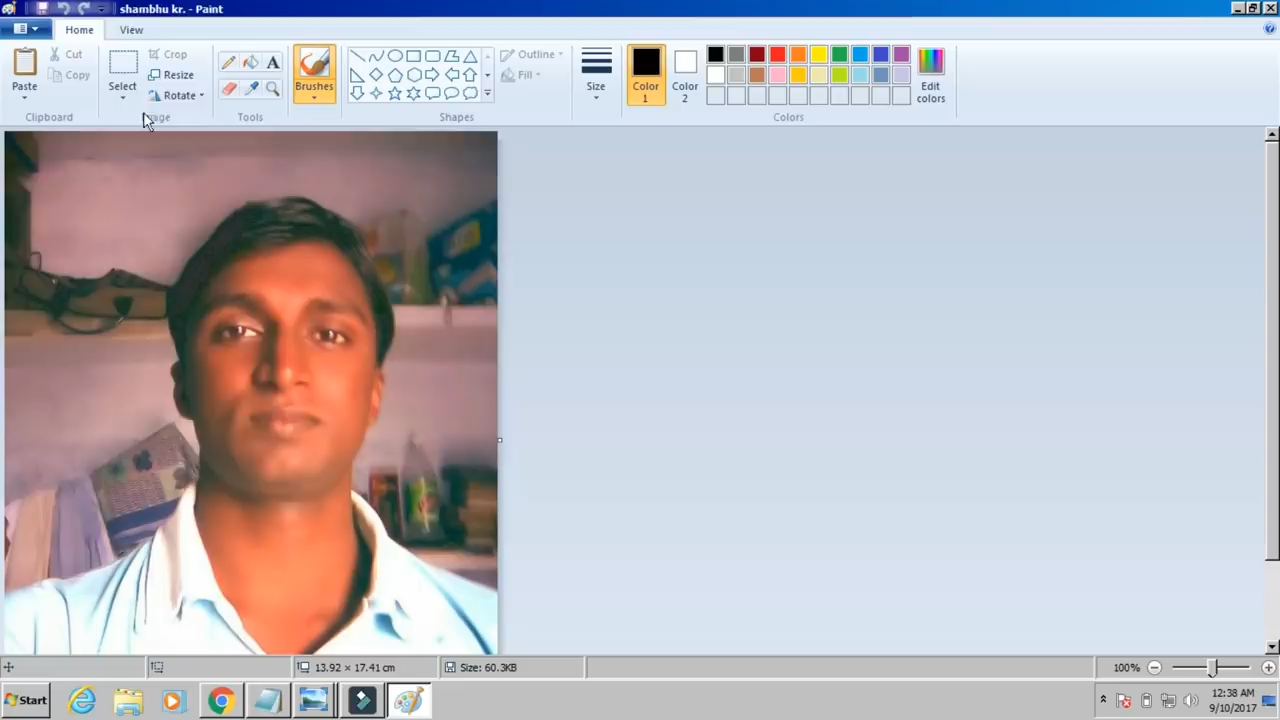 shambhu kr. - Paint
Home View
Paste
Cut
Copy
Clipboard
Select
Crop
Resize
Rotate
Image
A
Tools
Brushes
Shapes
Outline
Fill
Size
Color 1
Color 2
Edit colors
Colors
13.92 × 17.41 cm
Size: 60.3KB
100%
Start
12:38 AM
9/10/2017